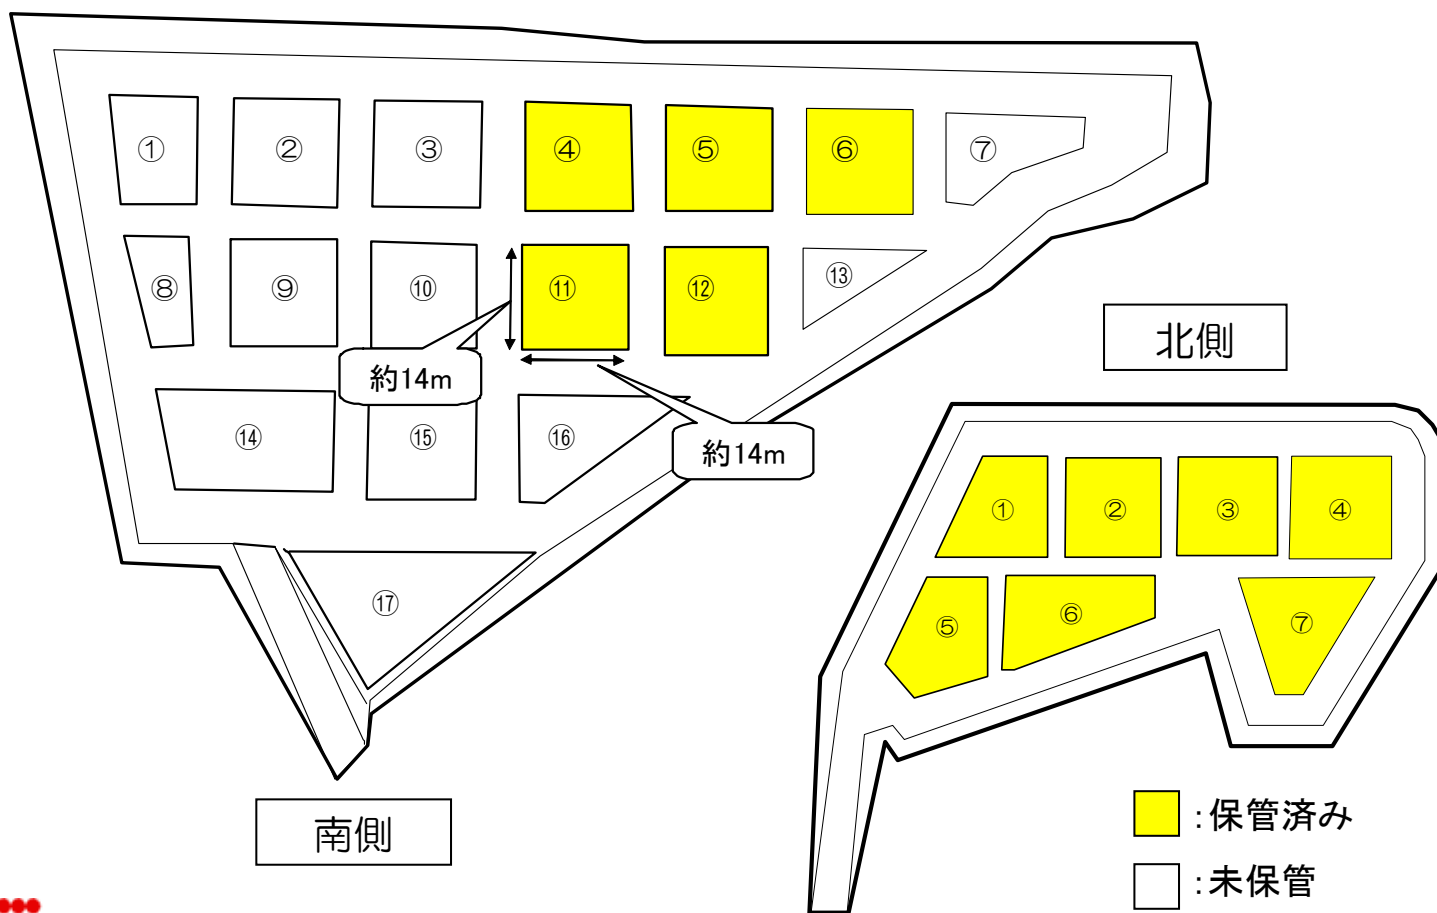 ① ② ③ ④ ⑤ ⑥ ⑦
⑧ ⑨ ⑩ ⑪ ⑫ ⑬
約14m
⑭ ⑮ ⑯
約14m
⑰
南側
北側
① ② ③ ④
⑤ ⑥ ⑦
:保管済み
:未保管